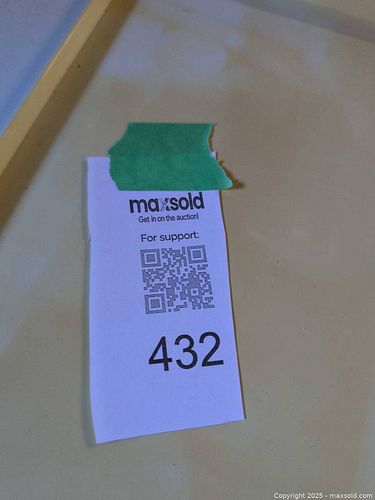 maxsold
Get in on the auction!
For support:
432
Copyright © 2025 - maxsold.com